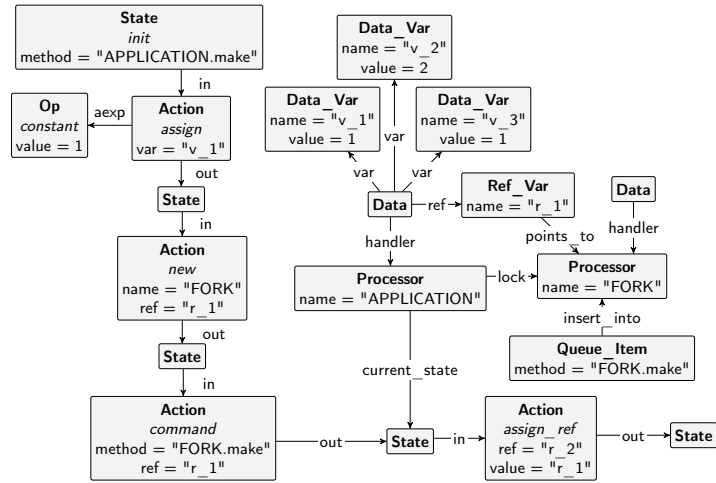 State
init
method = "APPLICATION.make"
in
Op
constant
value = 1
aexp
Action
assign
var = "v_1"
out
State
in
Action
new
name = "FORK"
ref = "r_1"
out
State
in
Action
command
method = "FORK.make"
ref = "r_1"
out
Data_Var
name = "v_2"
value = 2
Data_Var
name = "v_1"
value = 1
Data_Var
name = "v_3"
value = 1
var
var
var
Data
ref
Ref_Var
name = "r_1"
Data
handler
points_to
handler
Processor
name = "APPLICATION"
lock
Processor
name = "FORK"
insert_into
Queue_Item
method = "FORK.make"
current_state
State
in
Action
assign_ref
ref = "r_2"
value = "r_1"
out
State